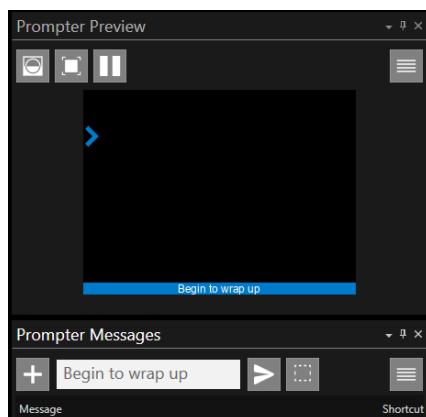 Prompter Preview
Begin to wrap up
Prompter Messages
Begin to wrap up
Message Shortcut